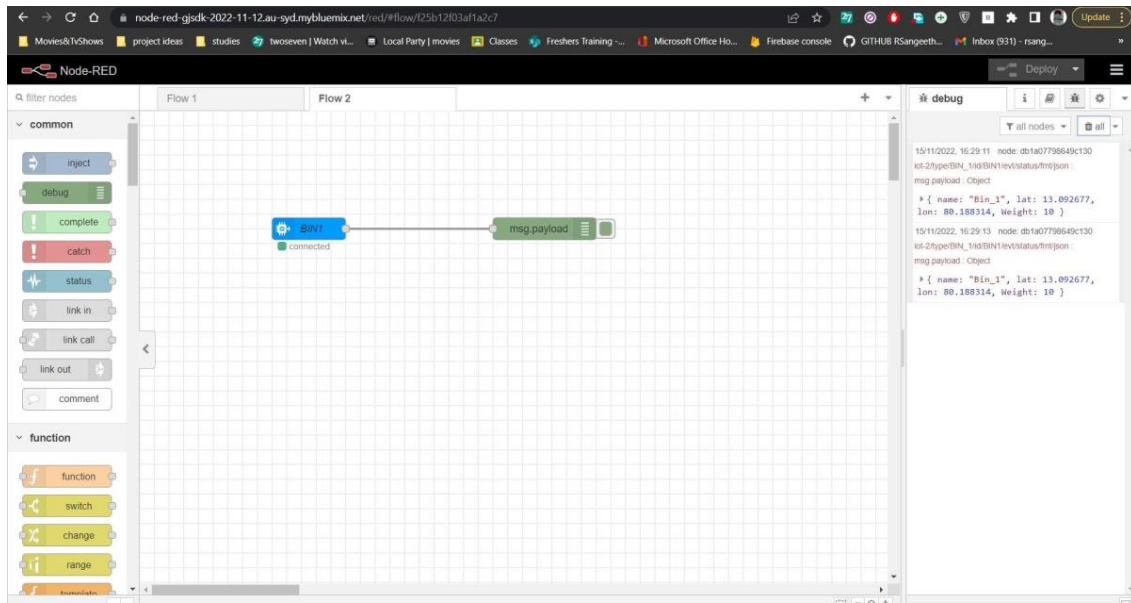 node-red-gjsdk-2022-11-12.au-syd.mybluemix.net/red/#flow/f25b12f03af1a2c7
Update
Movies&TvShows project ideas studies twoseven | Watch vi... Local Party | movies Classes Freshers Training -... Microsoft Office Ho... Firebase console GITHUB RSangeeth... Inbox (931) - rsang... »
Node-RED
Deploy
filter nodes
Flow 1
Flow 2
debug
common
all nodes
all
inject
debug
complete
catch
status
link in
link call
link out
comment
function
function
switch
change
range
template
BIN1
connected
msg.payload
15/11/2022, 16:29:11 node: db1a07798649c130
iot-2/type/BIN_1/id/BIN1/evt/status/fmt/json :
msg.payload : Object
{ name: "Bin_1", lat: 13.092677,
lon: 80.188314, Weight: 10 }
15/11/2022, 16:29:13 node: db1a07798649c130
iot-2/type/BIN_1/id/BIN1/evt/status/fmt/json :
msg.payload : Object
{ name: "Bin_1", lat: 13.092677,
lon: 80.188314, Weight: 10 }